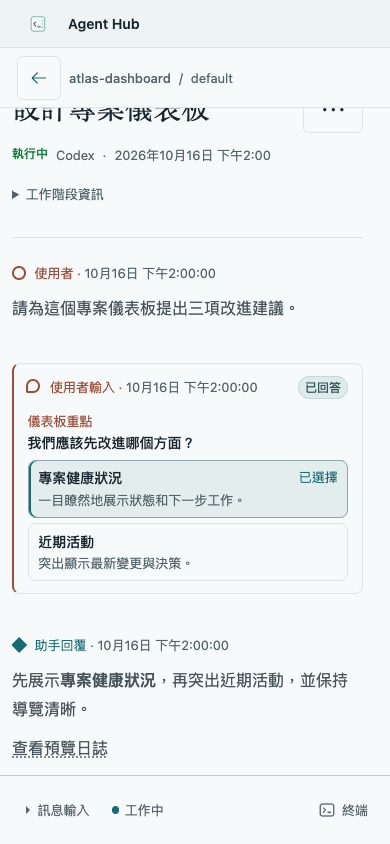 Agent Hub
atlas-dashboard / default
設計專案儀表板
執行中 Codex · 2026年10月16日 下午2:00
工作階段資訊
使用者 · 10月16日 下午2:00:00
請為這個專案儀表板提出三項改進建議。
使用者輸入 · 10月16日 下午2:00:00 已回答
儀表板重點
我們應該先改進哪個方面？
專案健康狀況 已選擇
一目瞭然地展示狀態和下一步工作。
近期活動
突出顯示最新變更與決策。
助手回覆 · 10月16日 下午2:00:00
先展示專案健康狀況，再突出近期活動，並保持
導覽清晰。
查看預覽日誌
訊息輸入 工作中 終端